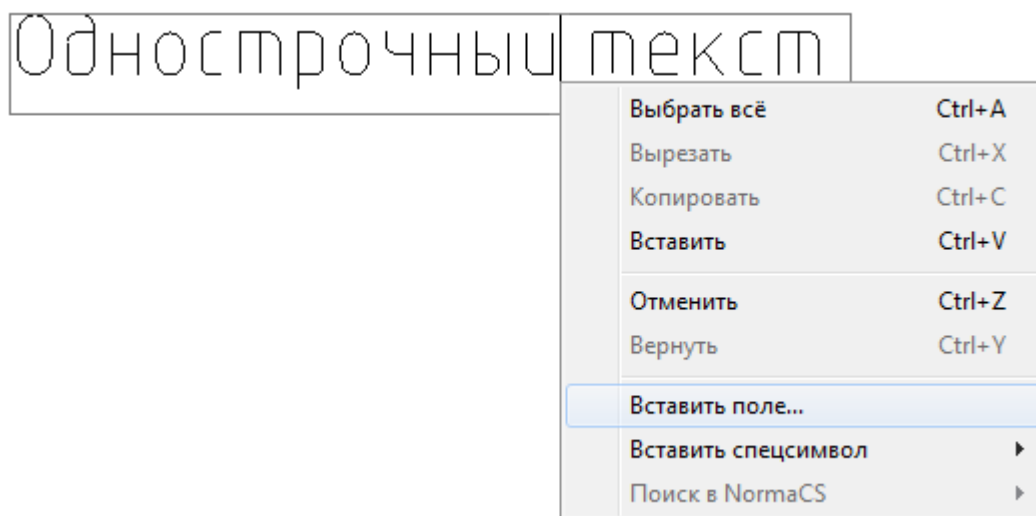 Однострочный текст
Выбрать всё Ctrl+A
Вырезать Ctrl+X
Копировать Ctrl+C
Вставить Ctrl+V
Отменить Ctrl+Z
Вернуть Ctrl+Y
Вставить поле...
Вставить спецсимвол
Поиск в NormaCS